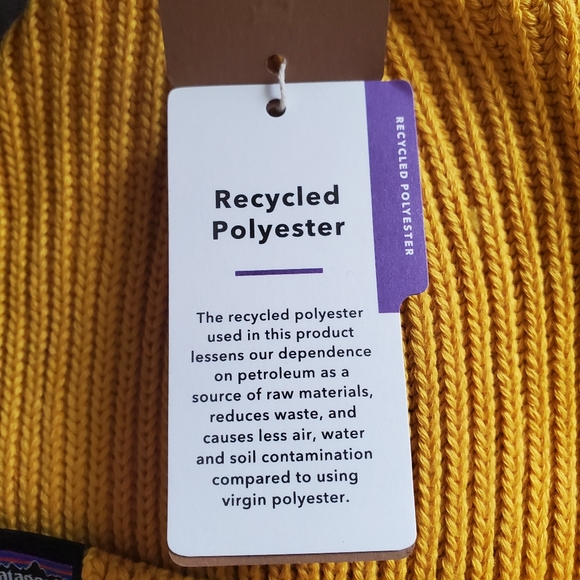 RECYCLED POLYESTER
Recycled
Polyester
The recycled polyester
used in this product
lessens our dependence
on petroleum as a
source of raw materials,
reduces waste, and
causes less air, water
and soil contamination
compared to using
virgin polyester.